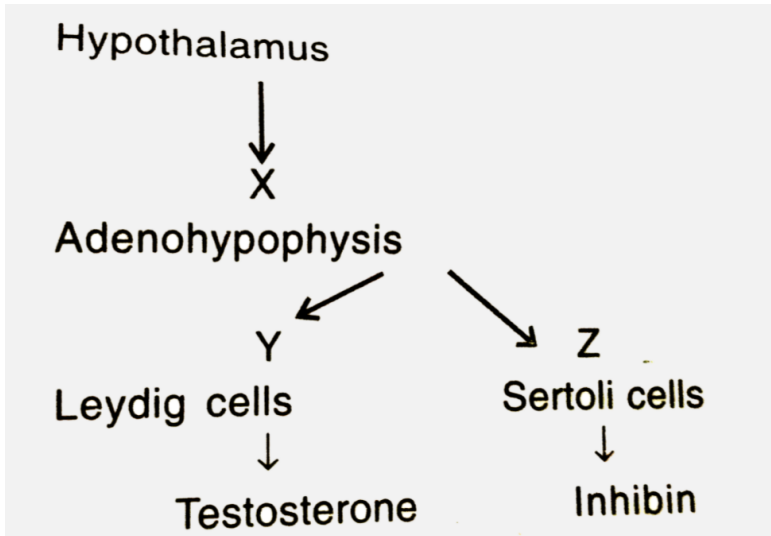 Hypothalamus
X
Adenohypophysis
Y
Z
Leydig cells
Sertoli cells
Testosterone
Inhibin